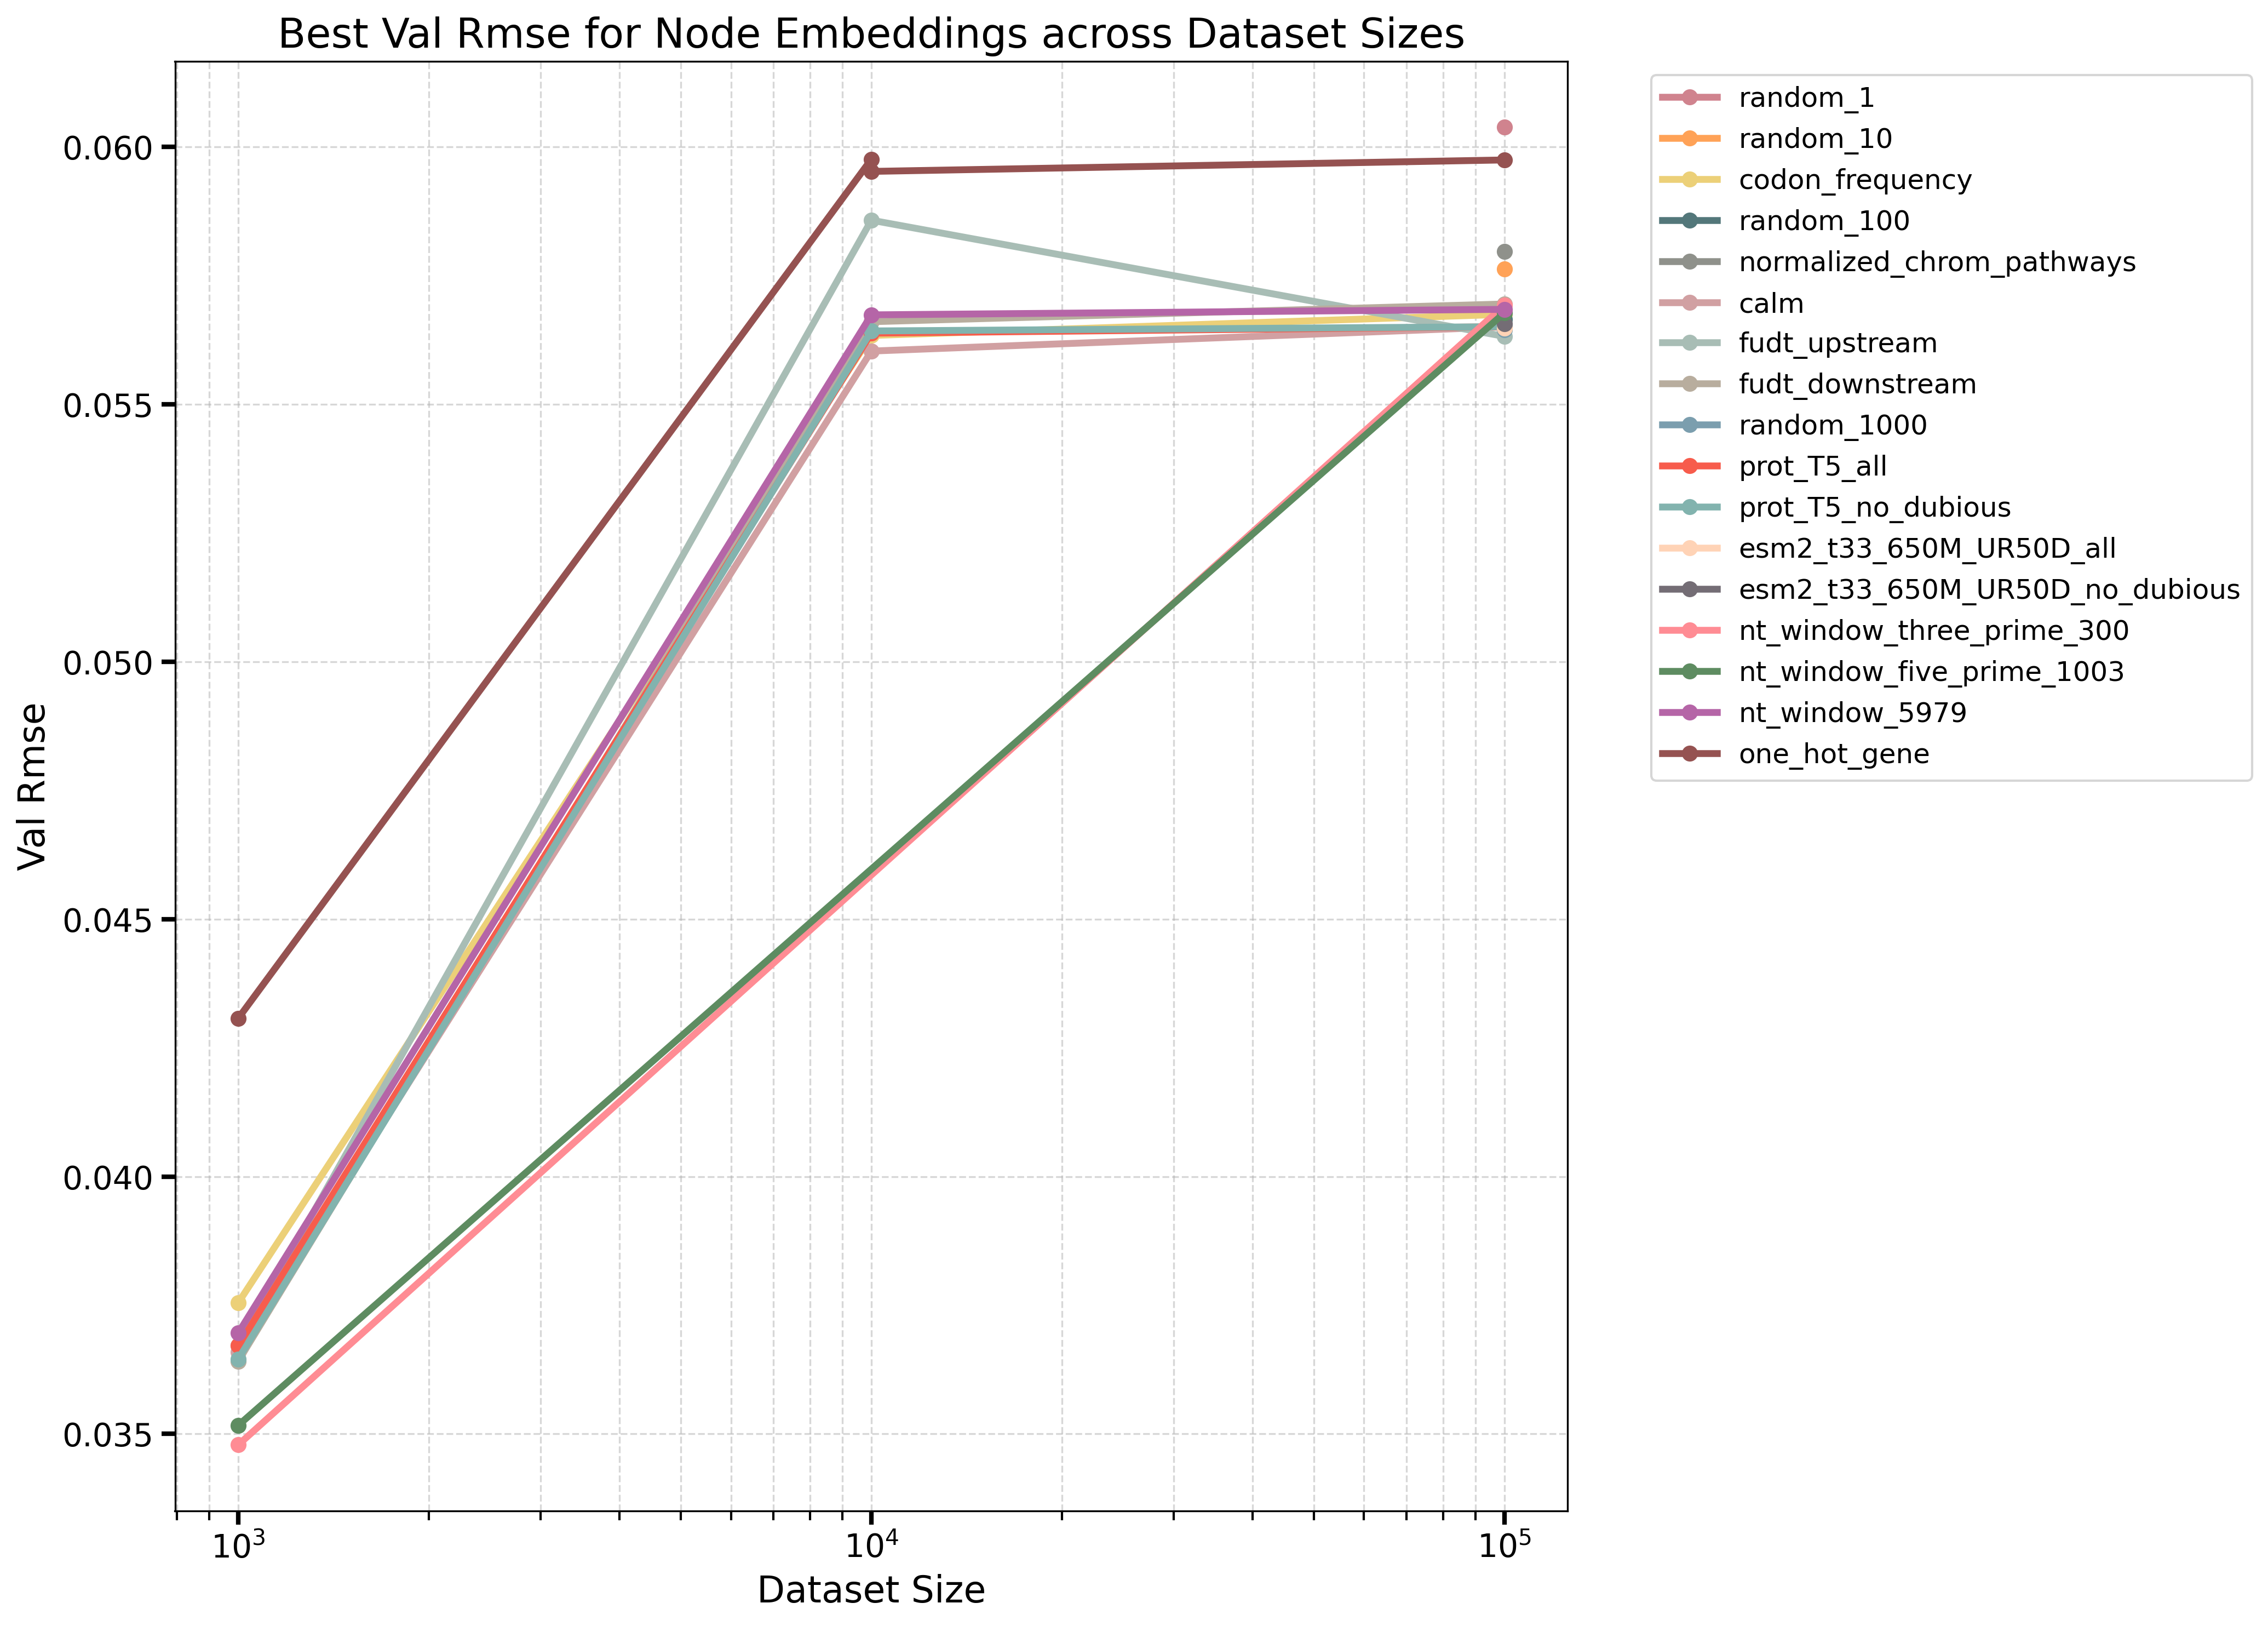 Best Val Rmse for Node Embeddings across Dataset Sizes
Val Rmse
0.060
0.055
0.050
0.045
0.040
0.035
10³
10⁴
10⁵
Dataset Size
random_1
random_10
codon_frequency
random_100
normalized_chrom_pathways
calm
fudt_upstream
fudt_downstream
random_1000
prot_T5_all
prot_T5_no_dubious
esm2_t33_650M_UR50D_all
esm2_t33_650M_UR50D_no_dubious
nt_window_three_prime_300
nt_window_five_prime_1003
nt_window_5979
one_hot_gene